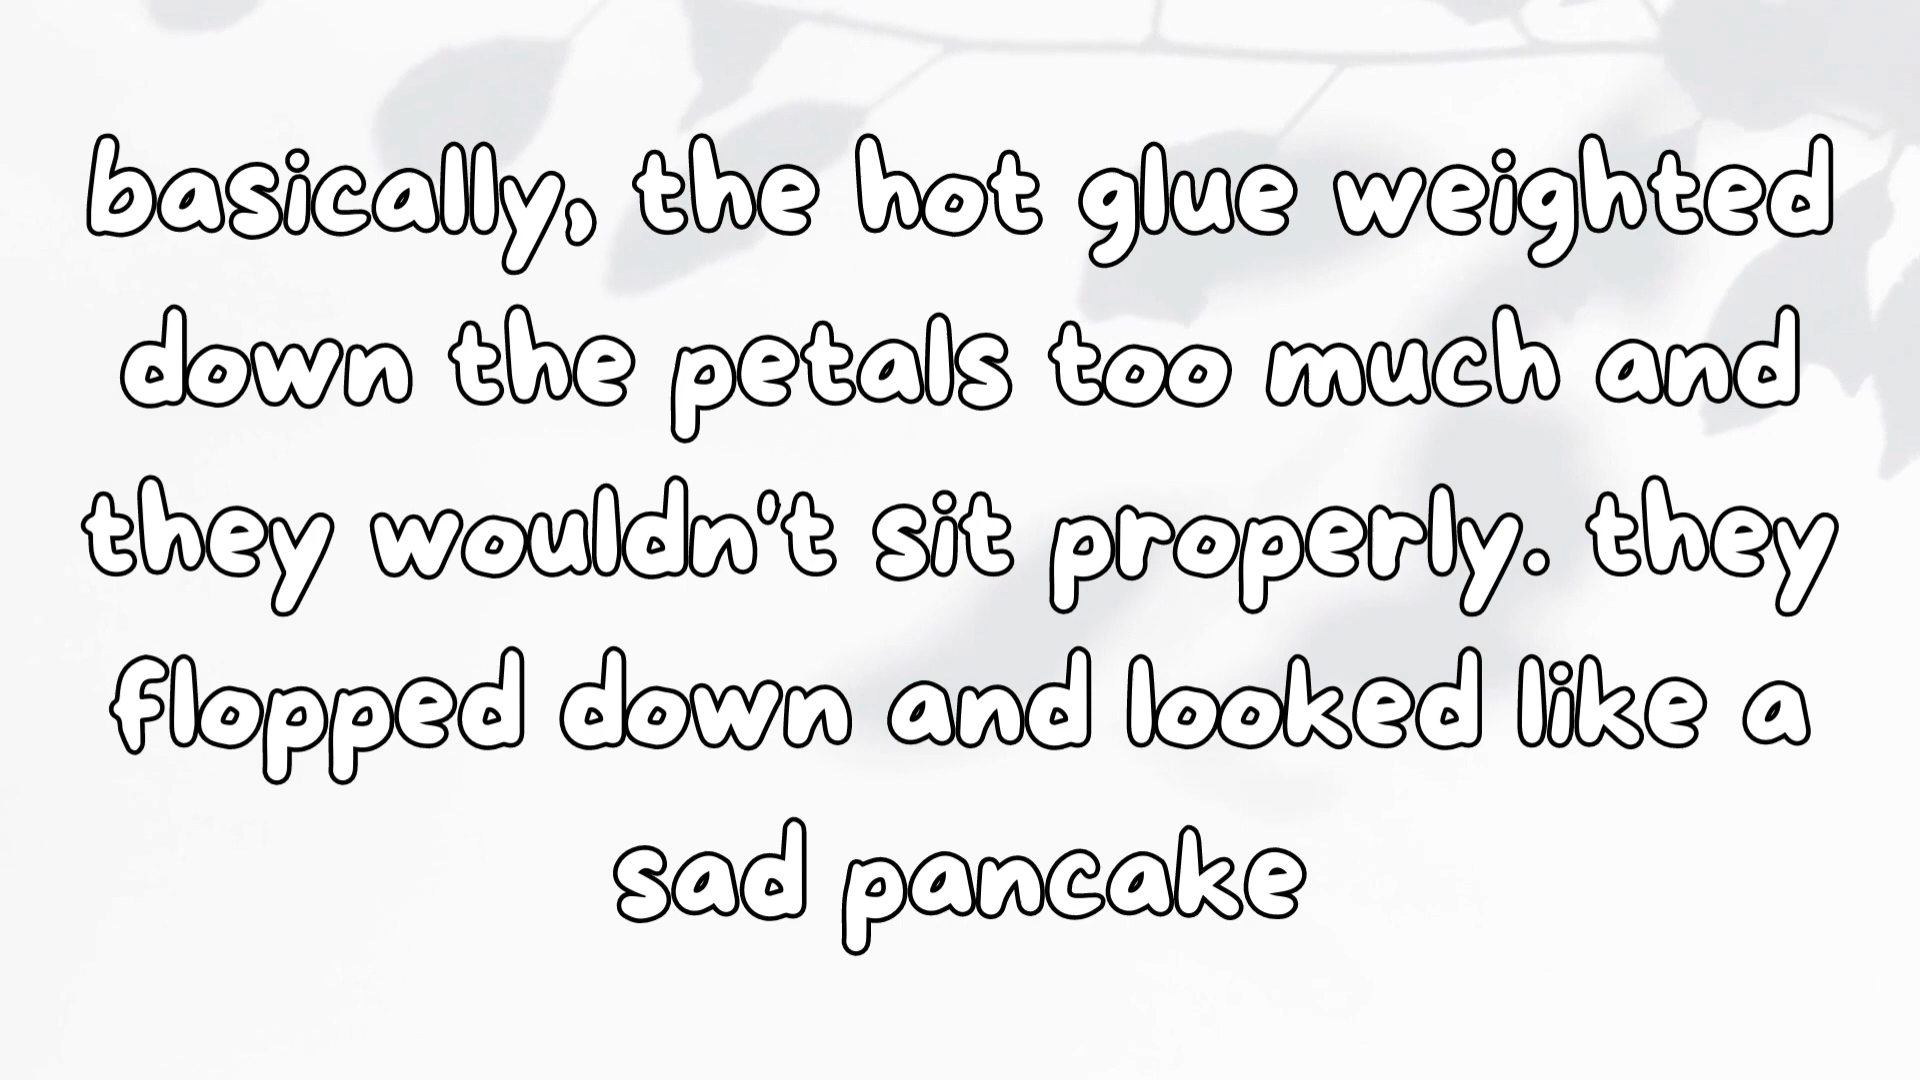 basically, the hot glue weighted
down the petals too much and
they wouldn't sit properly. they
flopped down and looked like a
sad pancake